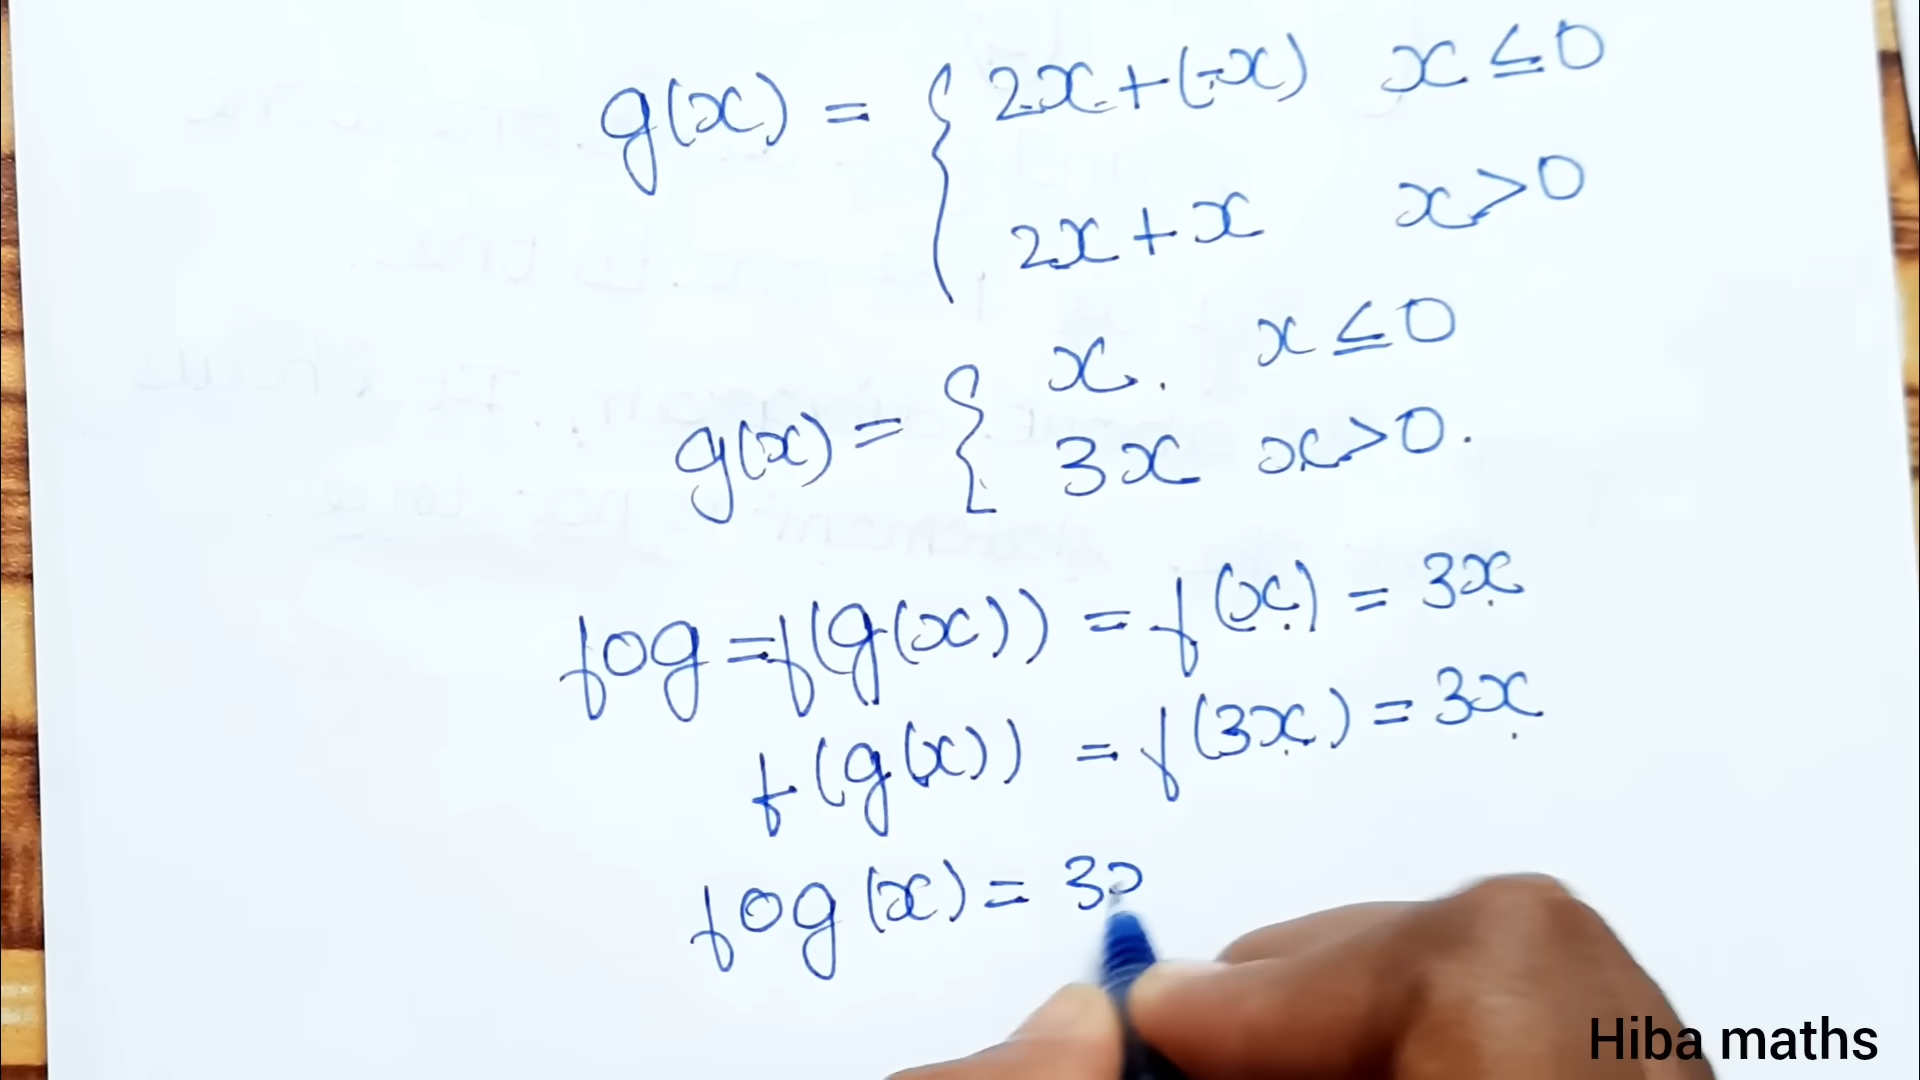 g(x) = { 2x+(-x) x ≤ 0
2x + x x > 0
g(x) = { x. x ≤ 0
3x x > 0.
fog = f(g(x)) = f(x) = 3x
f(g(x)) = f(3x) = 3x
fog(x) = 3
Hiba maths